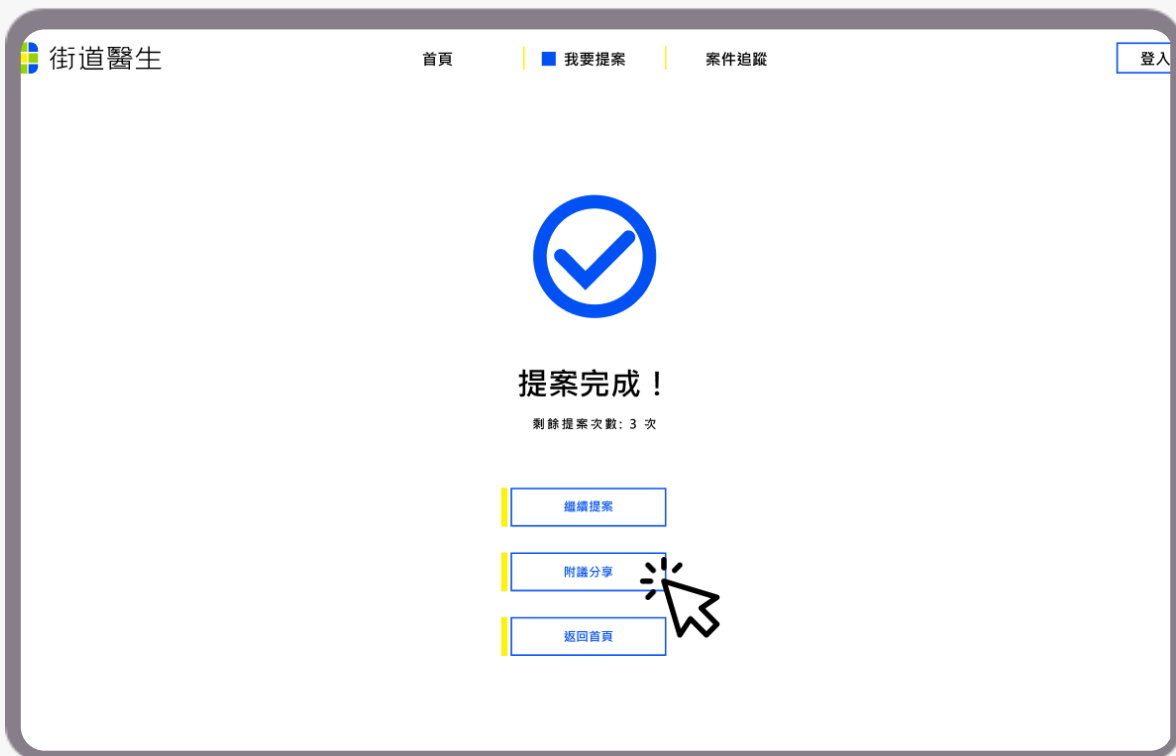 街道醫生
首頁
我要提案
案件追蹤
登入
提案完成！
剩餘提案次數: 3 次
繼續提案
附議分享
返回首頁